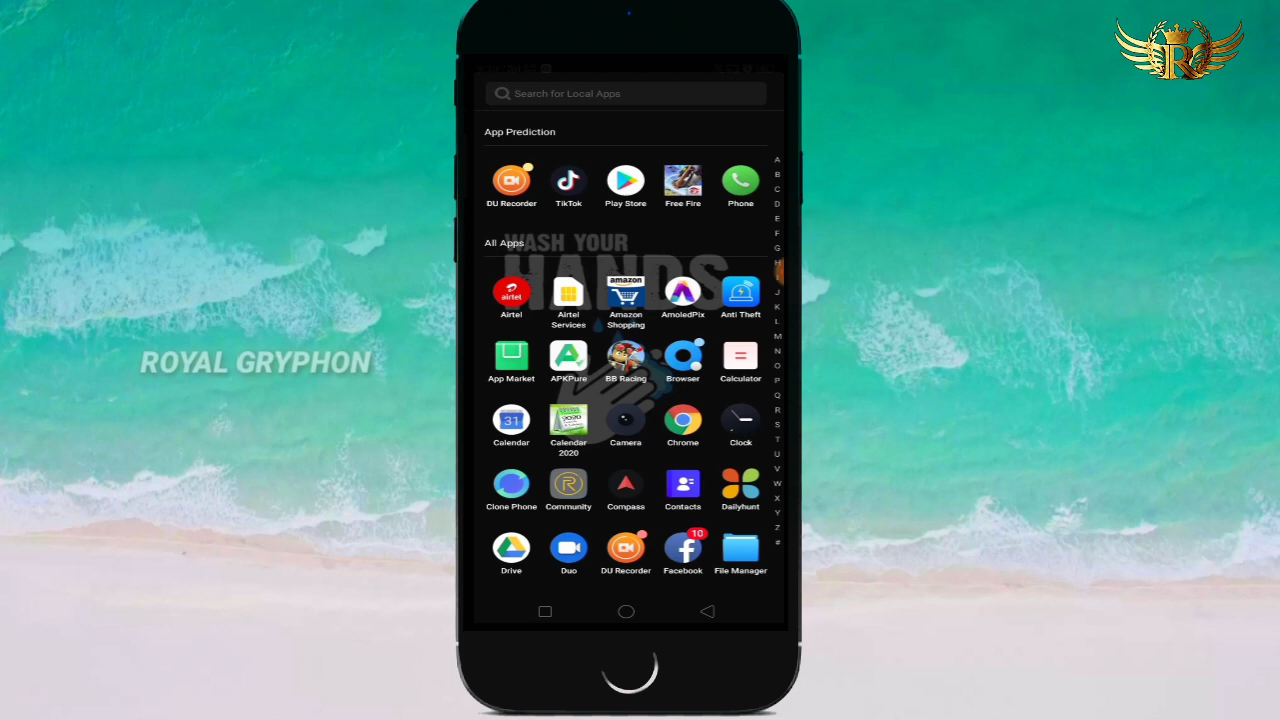 R
Search for Local Apps
App Prediction
DU Recorder
TikTok
Play Store
Free Fire
Phone
All Apps
WASH YOUR
HANDS
airtel
amazon
Airtel
Airtel
Services
Amazon
Shopping
AmoledPix
Anti Theft
App Market
APKPure
BB Racing
Browser
Calculator
31
2020
Calendar
Calendar
2020
Camera
Chrome
Clock
Clone Phone
Community
Compass
Contacts
Dailyhunt
10
Drive
Duo
DU Recorder
Facebook
File Manager
A
B
C
D
E
F
G
H
J
K
L
M
N
O
P
Q
R
S
T
U
V
W
X
Y
Z
#
ROYAL GRYPHON